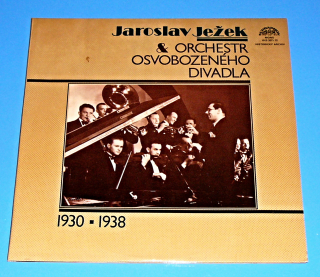 Jaroslav Ježek
& ORCHESTR
OSVOBOZENÉHO
DIVADLA
1930 ▪ 1938